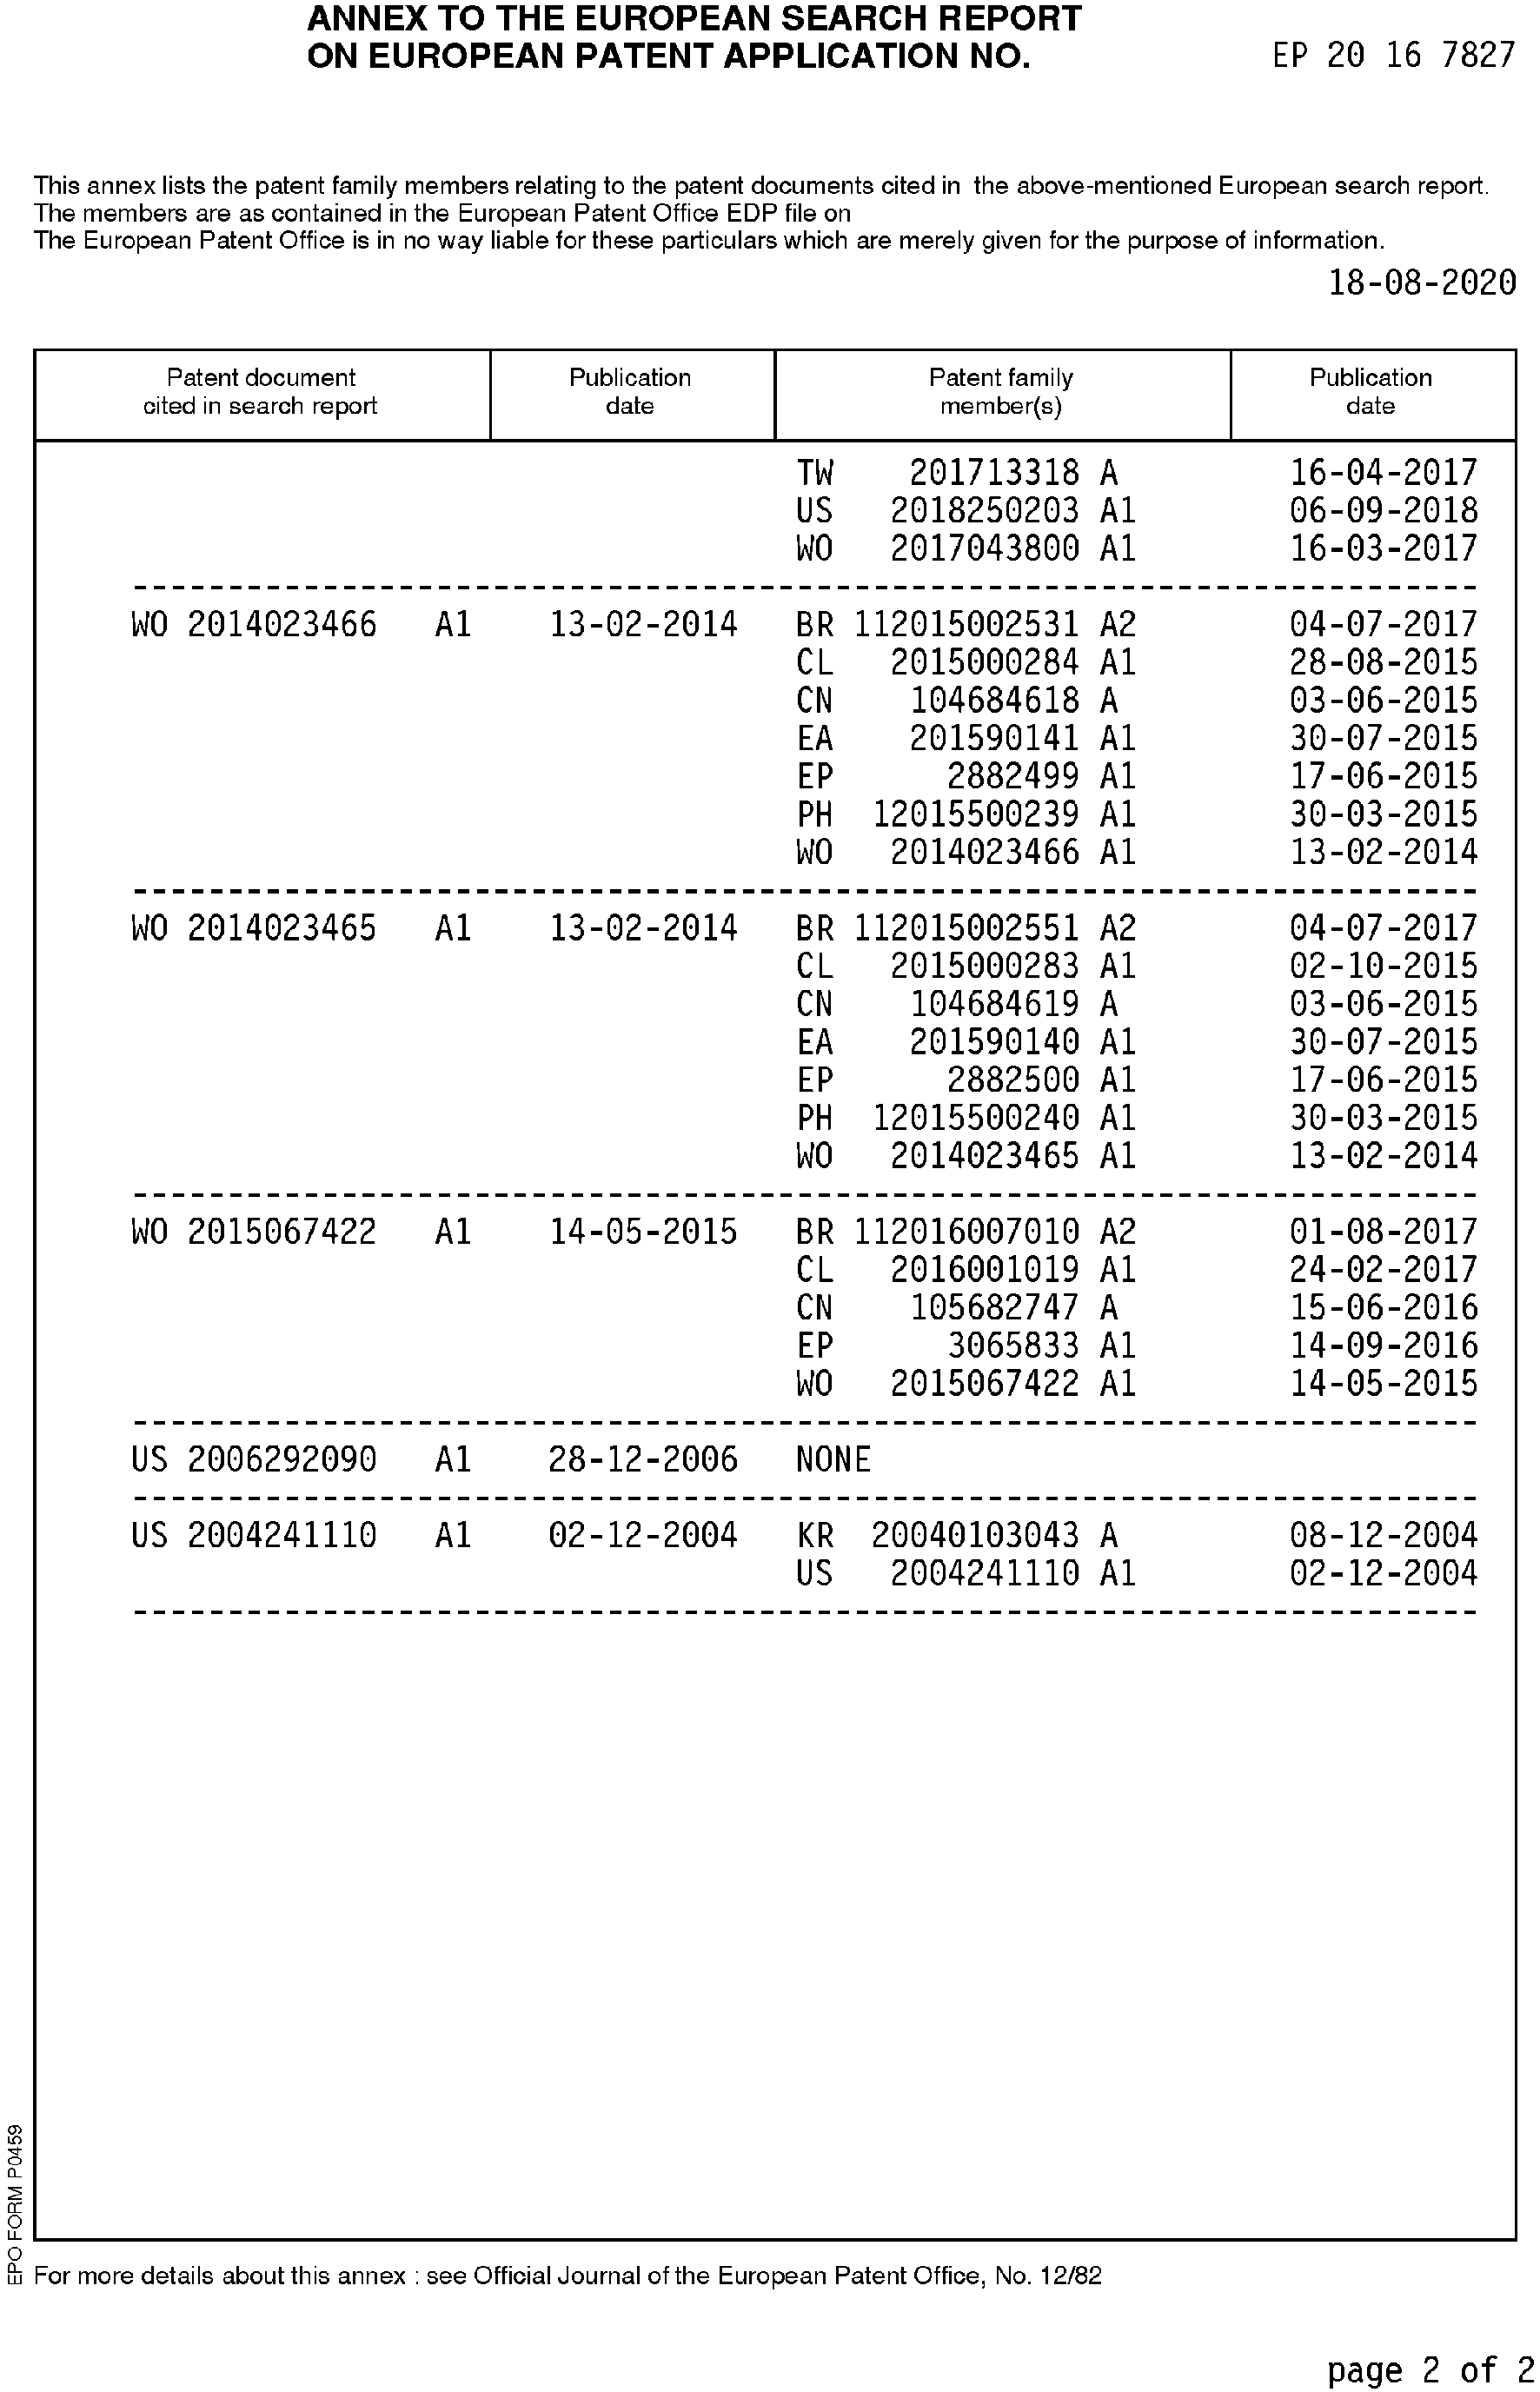 ANNEX TO THE EUROPEAN SEARCH REPORT
ON EUROPEAN PATENT APPLICATION NO. EP 20 16 7827
This annex lists the patent family members relating to the patent documents cited in the above-mentioned European search report.
The members are as contained in the European Patent Office EDP file on
The European Patent Office is in no way liable for these particulars which are merely given for the purpose of information.
18-08-2020
Patent document Publication Patent family Publication
cited in search report date member(s) date
TW 201713318 A 16-04-2017
US 2018250203 A1 06-09-2018
WO 2017043800 A1 16-03-2017
WO 2014023466 A1 13-02-2014 BR 112015002531 A2 04-07-2017
CL 2015000284 A1 28-08-2015
CN 104684618 A 03-06-2015
EA 201590141 A1 30-07-2015
EP 2882499 A1 17-06-2015
PH 12015500239 A1 30-03-2015
WO 2014023466 A1 13-02-2014
WO 2014023465 A1 13-02-2014 BR 112015002551 A2 04-07-2017
CL 2015000283 A1 02-10-2015
CN 104684619 A 03-06-2015
EA 201590140 A1 30-07-2015
EP 2882500 A1 17-06-2015
PH 12015500240 A1 30-03-2015
WO 2014023465 A1 13-02-2014
WO 2015067422 A1 14-05-2015 BR 112016007010 A2 01-08-2017
CL 2016001019 A1 24-02-2017
CN 105682747 A 15-06-2016
EP 3065833 A1 14-09-2016
WO 2015067422 A1 14-05-2015
US 2006292090 A1 28-12-2006 NONE
US 2004241110 A1 02-12-2004 KR 20040103043 A 08-12-2004
US 2004241110 A1 02-12-2004
EPO FORM P0459
For more details about this annex : see Official Journal of the European Patent Office, No. 12/82
page 2 of 2